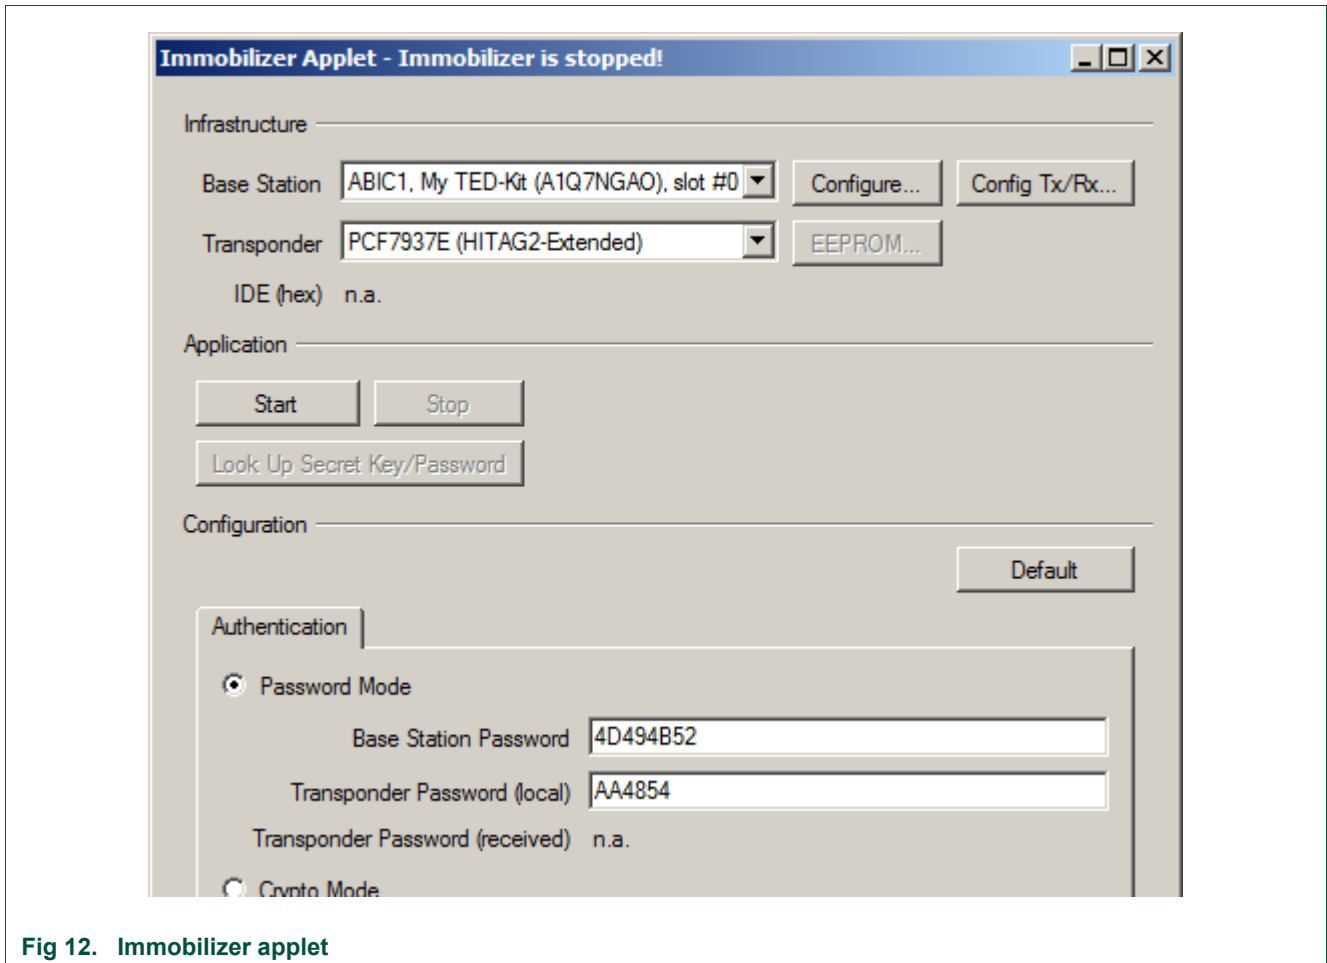 Immobilizer Applet - Immobilizer is stopped!
Infrastructure
Base Station ABIC1, My TED-Kit (A1Q7NGAO), slot #0 Configure... Config Tx/Rx...
Transponder PCF7937E (HITAG2-Extended) EEPROM...
IDE (hex) n.a.
Application
Start Stop
Look Up Secret Key/Password
Configuration
Default
Authentication
Password Mode
Base Station Password 4D494B52
Transponder Password (local) AA4854
Transponder Password (received) n.a.
Crypto Mode
Fig 12. Immobilizer applet